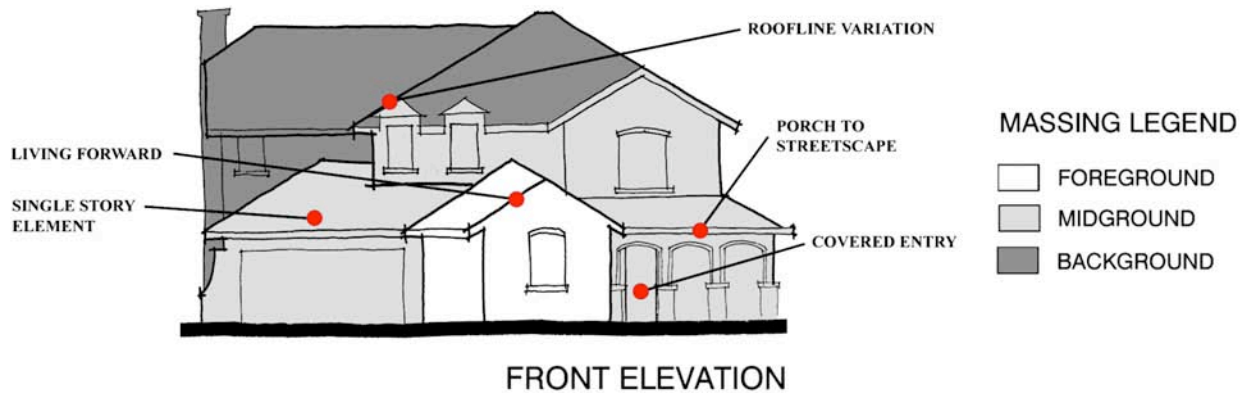 ROOFLINE VARIATION
LIVING FORWARD
SINGLE STORY
ELEMENT
PORCH TO
STREETSCAPE
COVERED ENTRY
MASSING LEGEND
FOREGROUND
MIDGROUND
BACKGROUND
FRONT ELEVATION